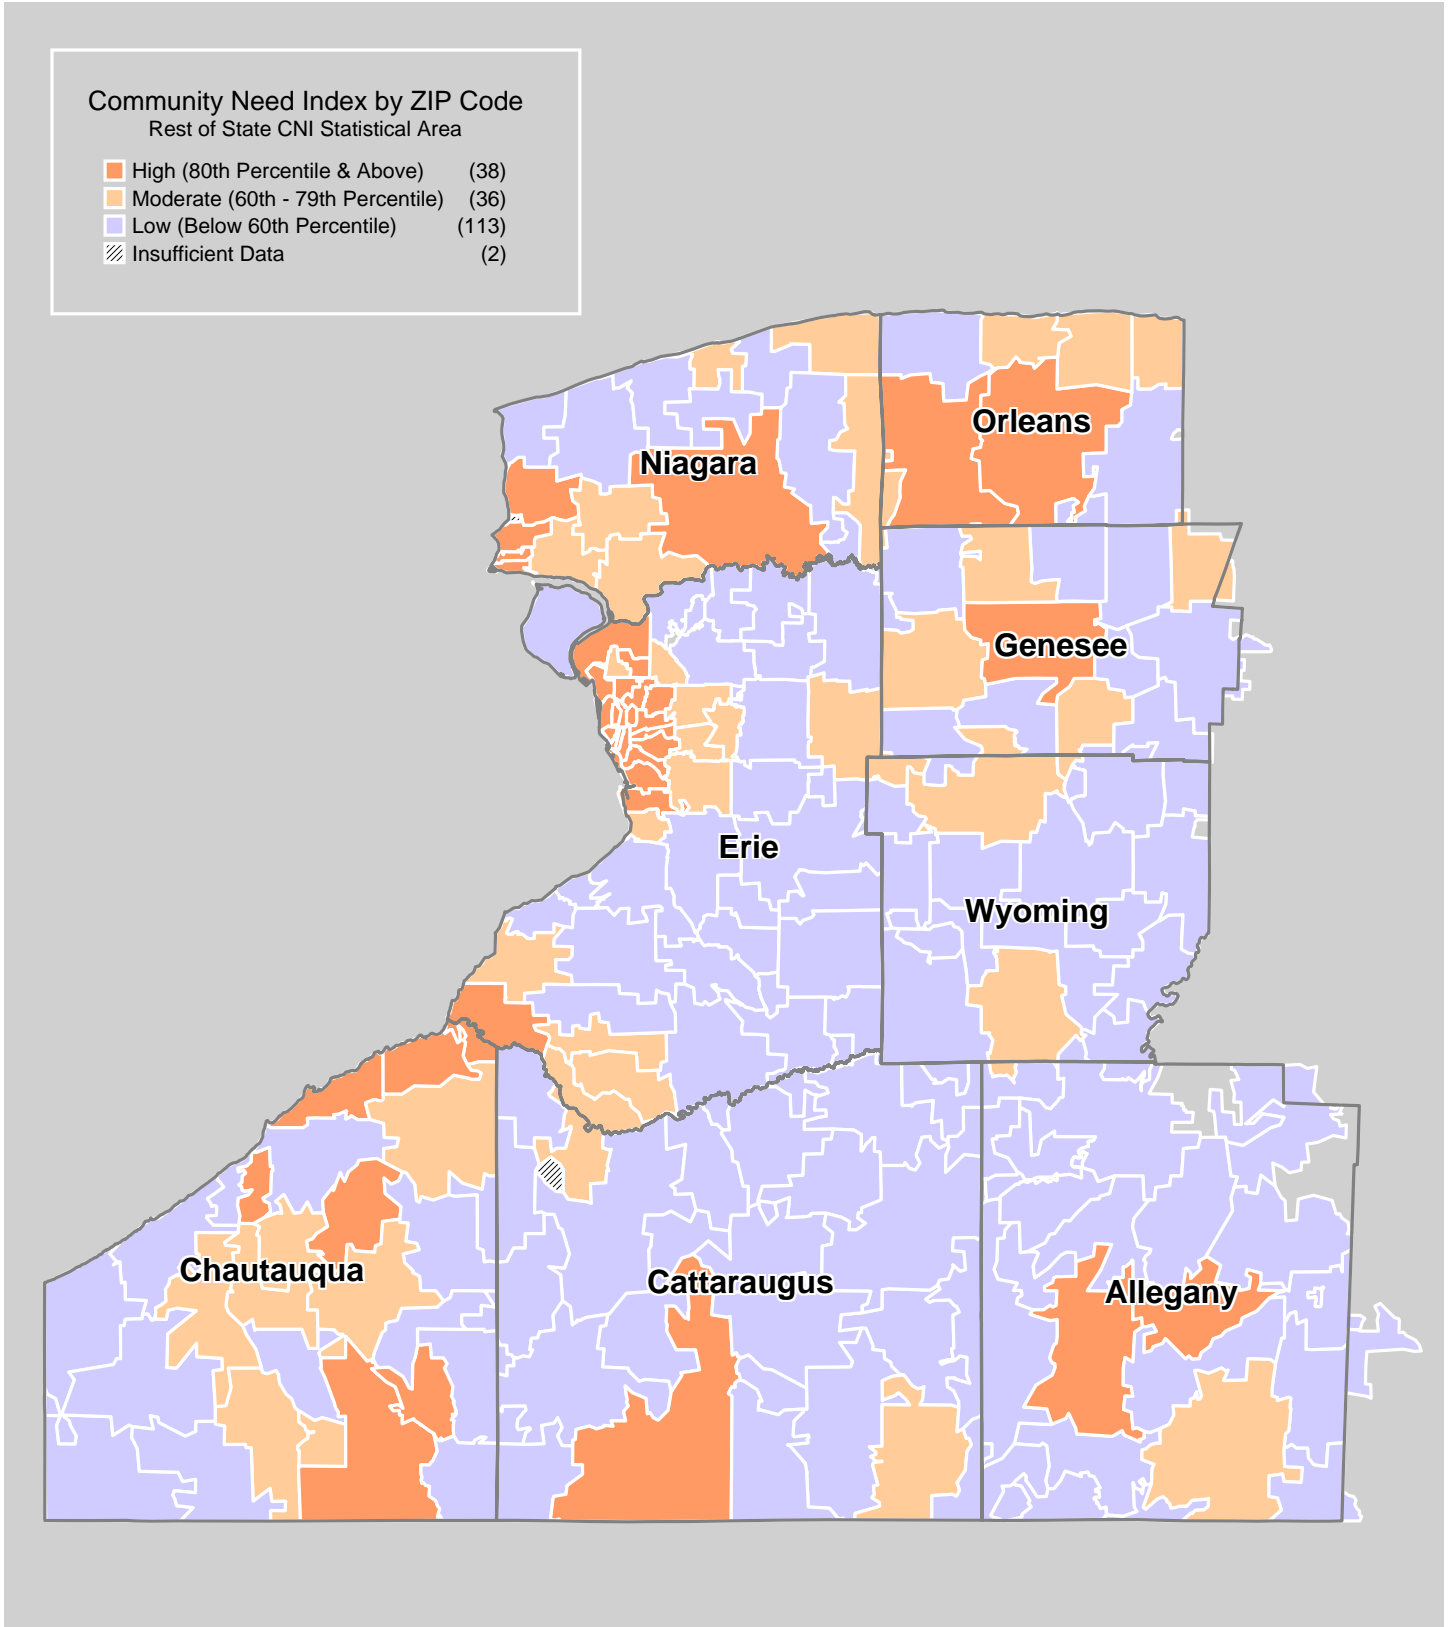 Community Need Index by ZIP Code
Rest of State CNI Statistical Area
High (80th Percentile & Above) (38)
Moderate (60th - 79th Percentile) (36)
Low (Below 60th Percentile) (113)
Insufficient Data (2)
Orleans
Niagara
Genesee
Erie
Wyoming
Chautauqua
Cattaraugus
Allegany